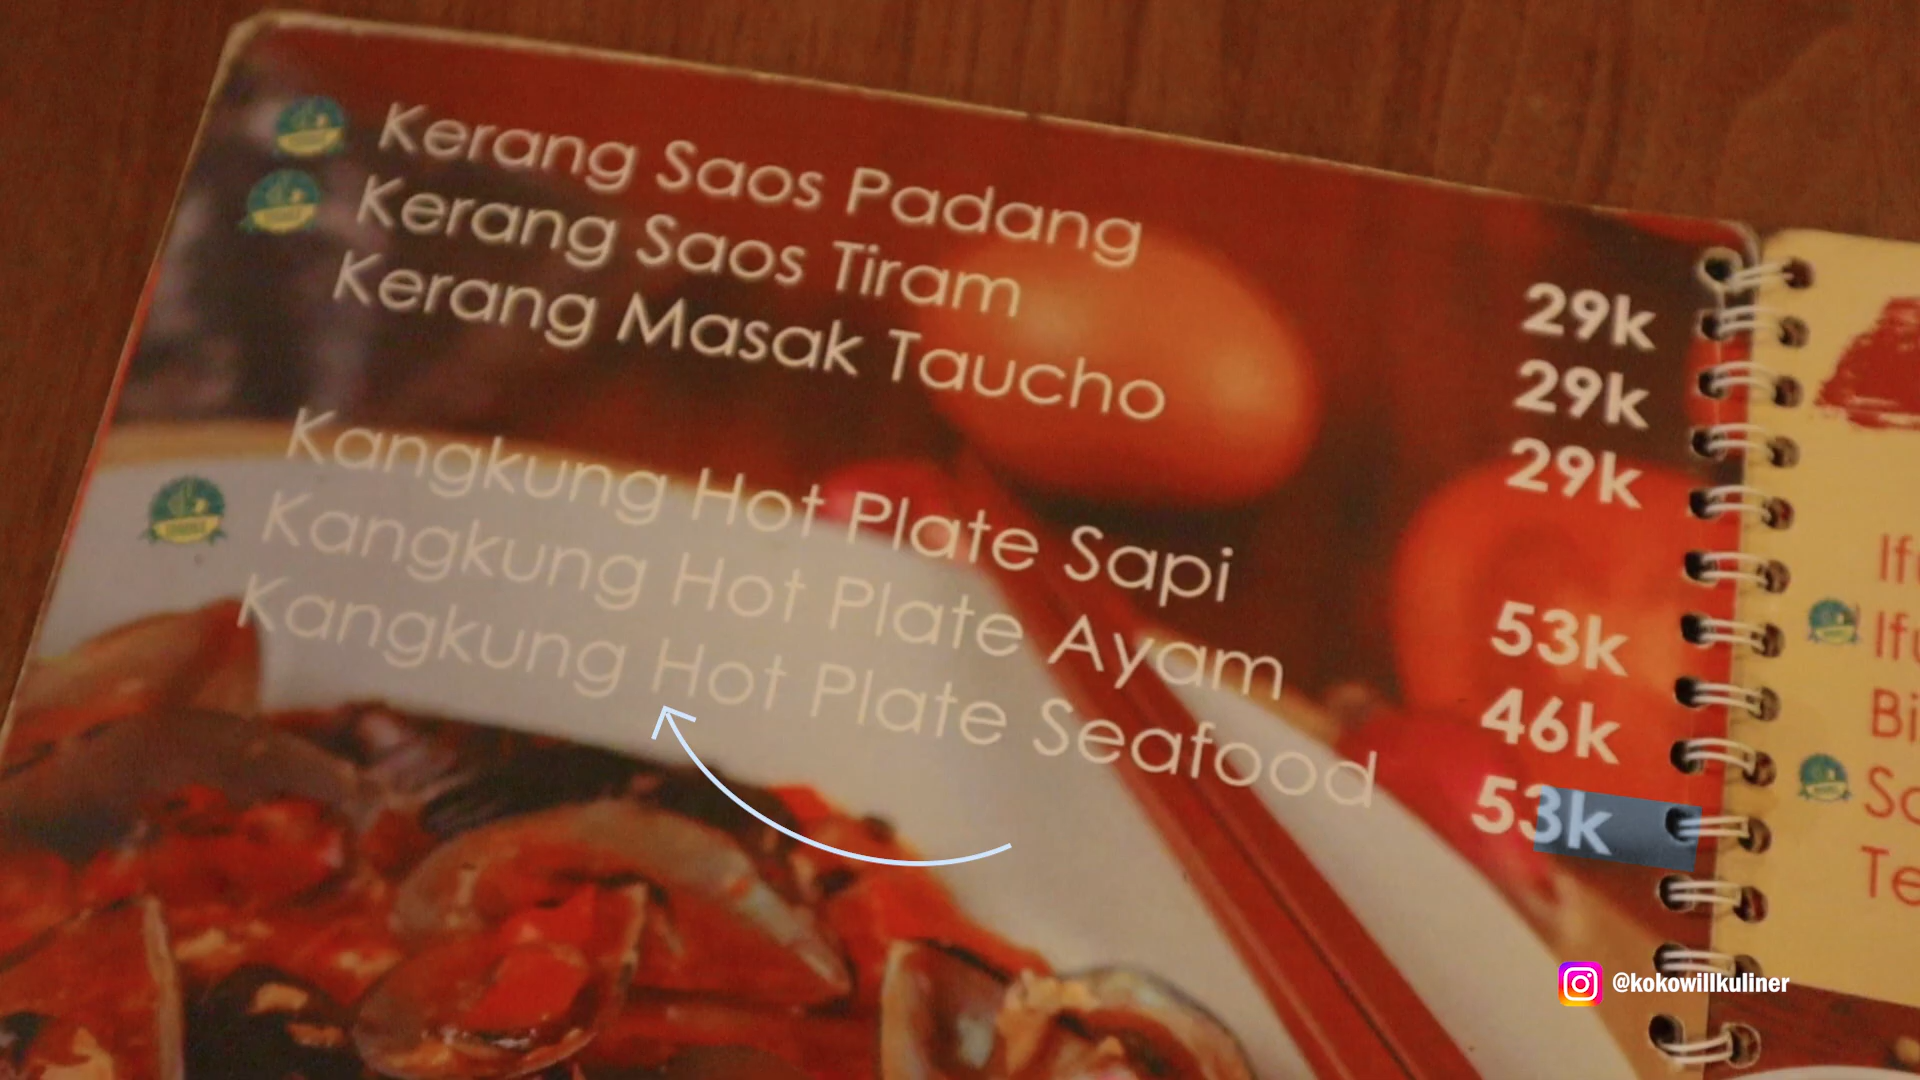 Kerang Saos Padang 29k
Kerang Saos Tiram 29k
Kerang Masak Taucho 29k
Kangkung Hot Plate Sapi 53k
Kangkung Hot Plate Ayam 46k
Kangkung Hot Plate Seafood 53k
@kokowillkuliner